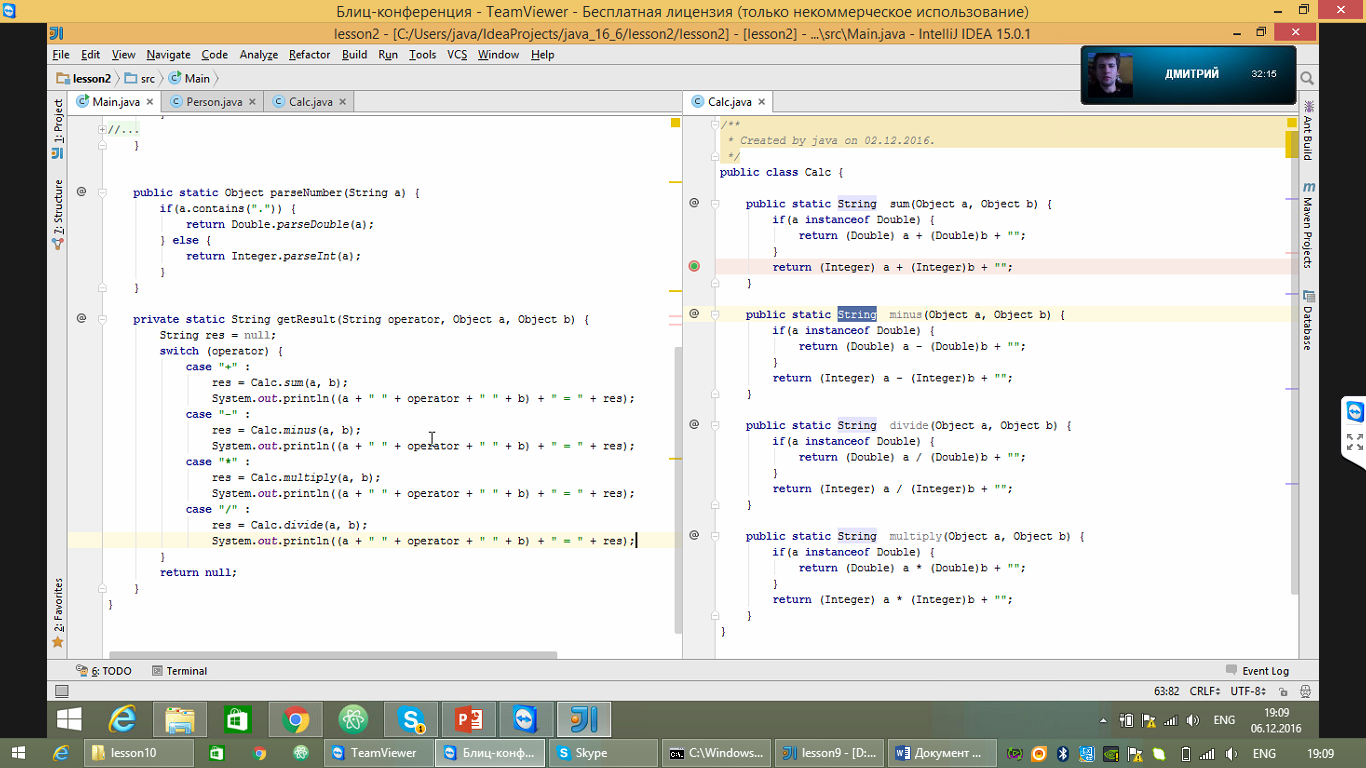 Блиц-конференция - TeamViewer - Бесплатная лицензия (только некоммерческое использование)
lesson2 - [C:/Users/java/IdeaProjects/java_16_6/lesson2/lesson2] - [lesson2] - ...\src\Main.java - IntelliJ IDEA 15.0.1
File Edit View Navigate Code Analyze Refactor Build Run Tools VCS Window Help
ДМИТРИЙ 32:15
lesson2 src Main
Main.java Person.java Calc.java
//...
}
public static Object parseNumber(String a) {
if(a.contains(".")) {
return Double.parseDouble(a);
} else {
return Integer.parseInt(a);
}
}
private static String getResult(String operator, Object a, Object b) {
String res = null;
switch (operator) {
case "+" :
res = Calc.sum(a, b);
System.out.println((a + " " + operator + " " + b) + " = " + res);
case "-" :
res = Calc.minus(a, b);
System.out.println((a + " " + operator + " " + b) + " = " + res);
case "*" :
res = Calc.multiply(a, b);
System.out.println((a + " " + operator + " " + b) + " = " + res);
case "/" :
res = Calc.divide(a, b);
System.out.println((a + " " + operator + " " + b) + " = " + res);
}
return null;
}
}
Calc.java
/**
* Created by java on 02.12.2016.
*/
public class Calc {
public static String sum(Object a, Object b) {
if(a instanceof Double) {
return (Double) a + (Double)b + "";
}
return (Integer) a + (Integer)b + "";
}
public static String minus(Object a, Object b) {
if(a instanceof Double) {
return (Double) a - (Double)b + "";
}
return (Integer) a - (Integer)b + "";
}
public static String divide(Object a, Object b) {
if(a instanceof Double) {
return (Double) a / (Double)b + "";
}
return (Integer) a / (Integer)b + "";
}
public static String multiply(Object a, Object b) {
if(a instanceof Double) {
return (Double) a * (Double)b + "";
}
return (Integer) a * (Integer)b + "";
}
}
1: Project
7: Structure
2: Favorites
Ant Build
Maven Projects
Database
6: TODO Terminal Event Log
63:82 CRLF UTF-8
ENG 19:09
06.12.2016
lesson10 TeamViewer Блиц-конф... Skype C:\Windows... lesson9 - [D:... Документ ... ENG 19:09